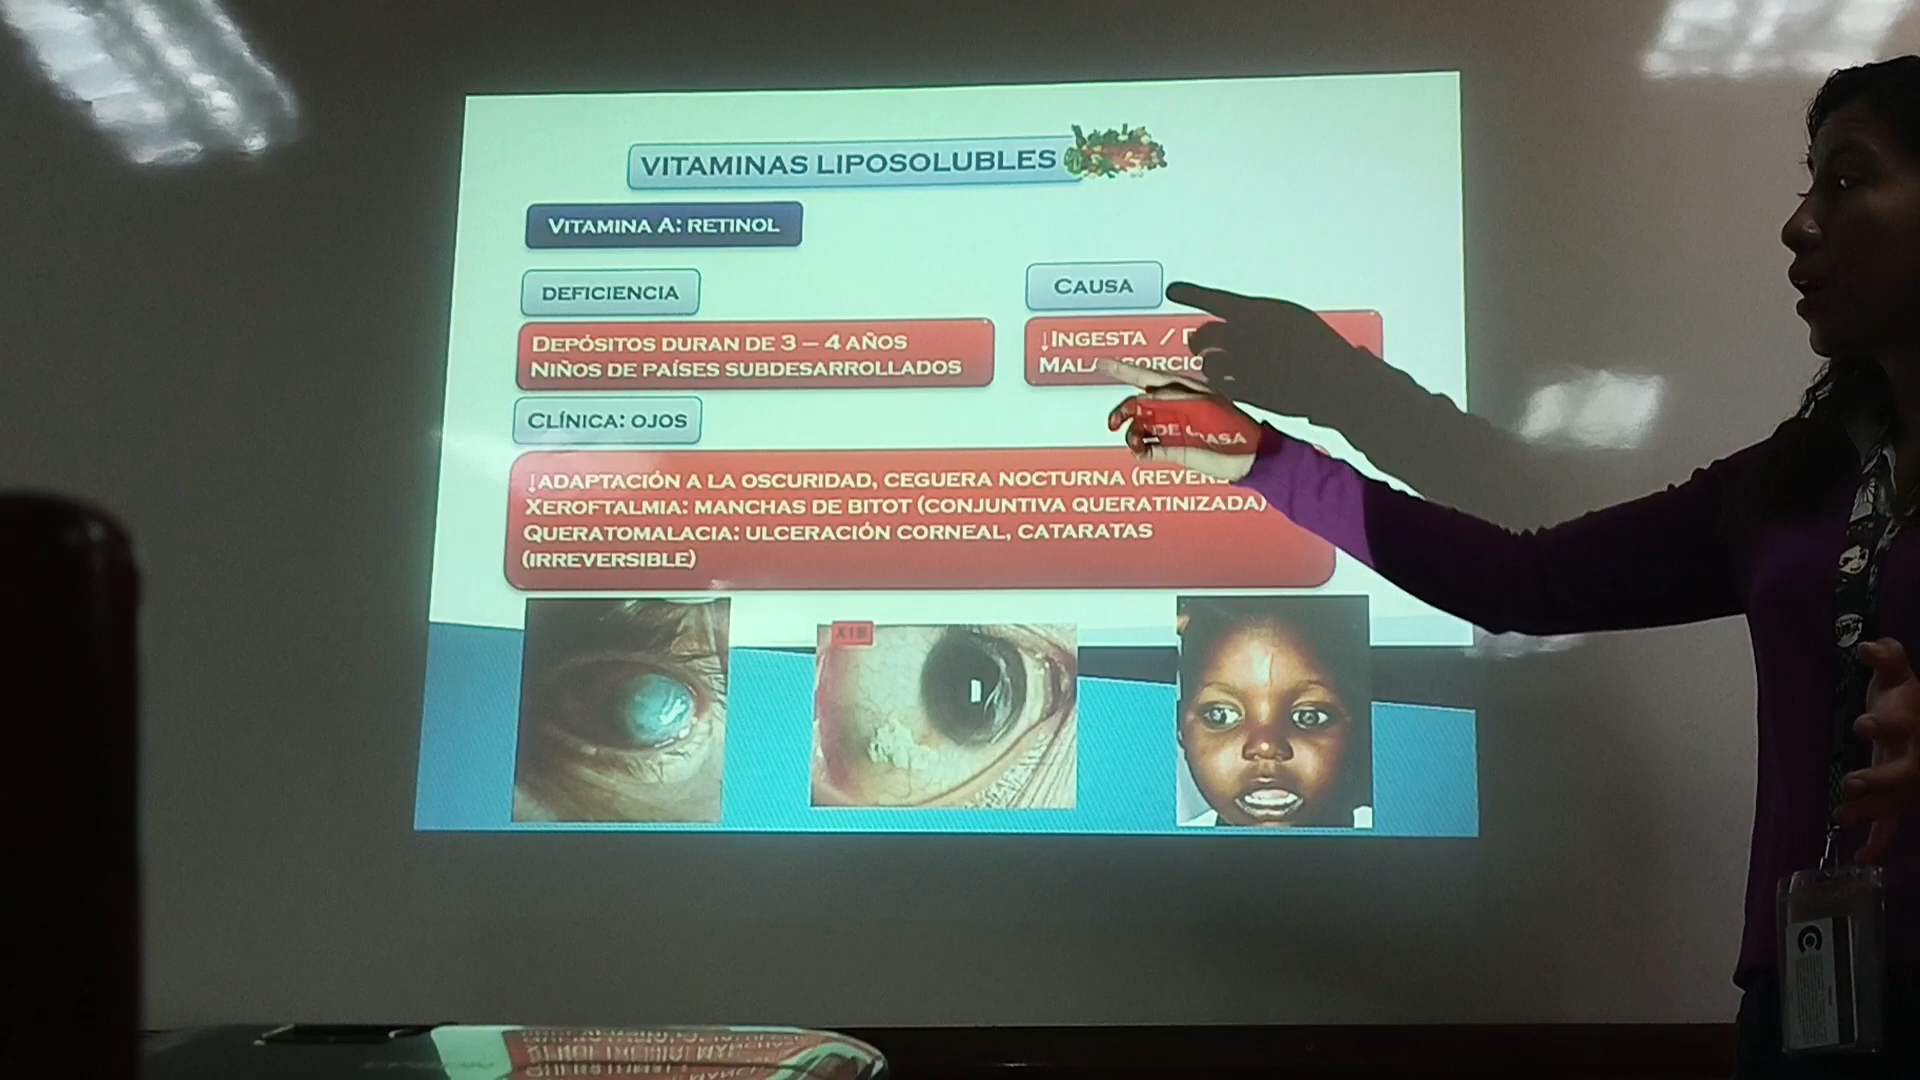 VITAMINAS LIPOSOLUBLES
VITAMINA A: RETINOL
DEFICIENCIA
CAUSA
DEPÓSITOS DURAN DE 3 – 4 AÑOS
NIÑOS DE PAÍSES SUBDESARROLLADOS
↓INGESTA /
CLÍNICA: OJOS
DE
↓ADAPTACIÓN A LA OSCURIDAD, CEGUERA NOCTURNA
XEROFTALMIA: MANCHAS DE BITOT (CONJUNTIVA QUERATINIZADA)
QUERATOMALACIA: ULCERACIÓN CORNEAL, CATARATAS
(IRREVERSIBLE)